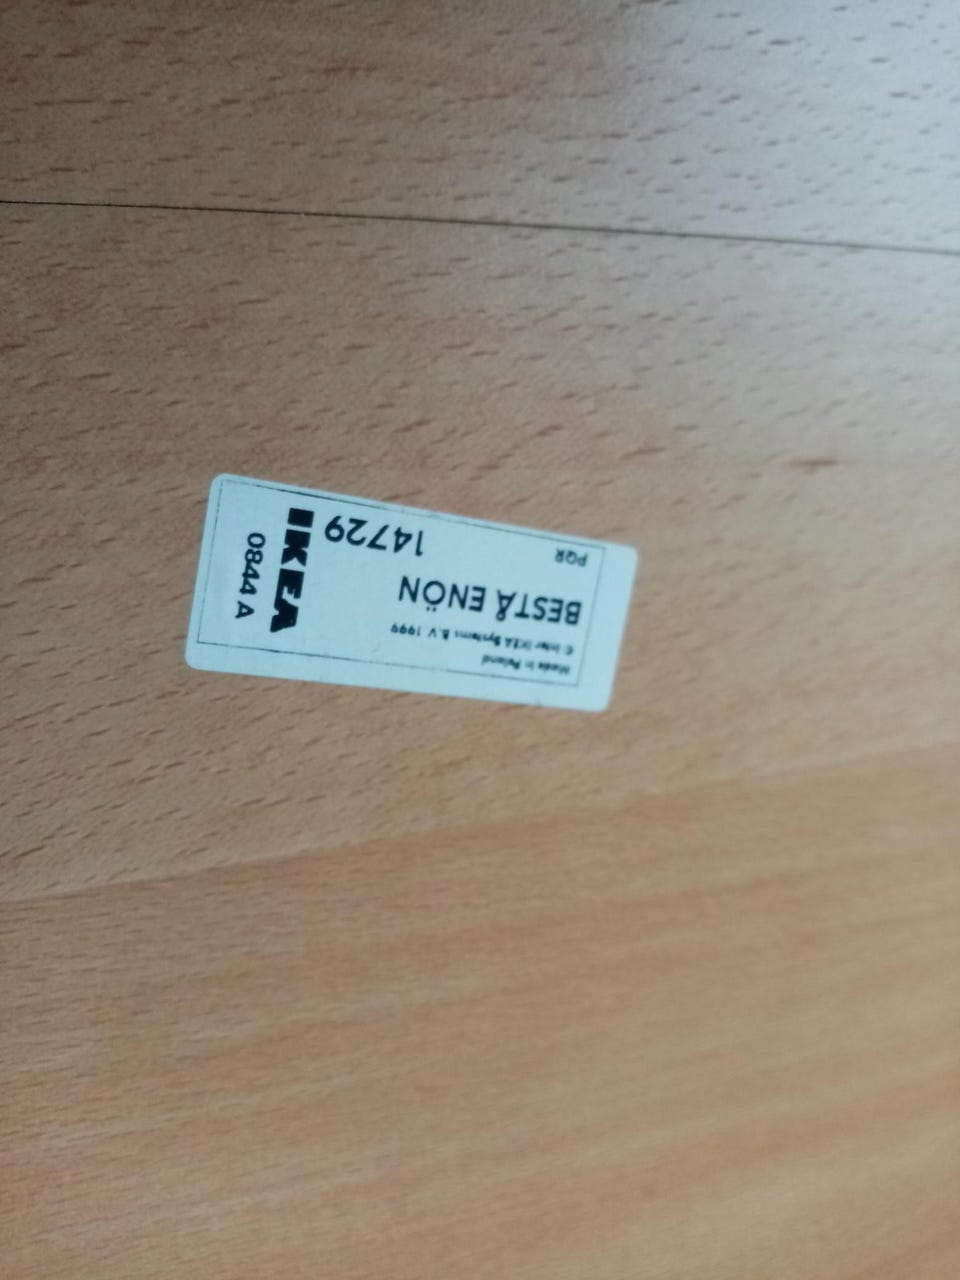 Made in Poland
© Inter IKEA Systems B.V. 1999
BESTÅ ENÖN
PQR
14729
IKEA
0844 A